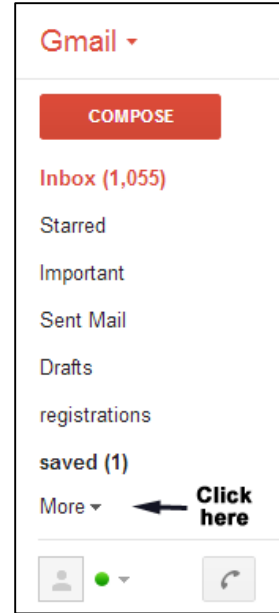 Gmail
COMPOSE
Inbox (1,055)
Starred
Important
Sent Mail
Drafts
registrations
saved (1)
More
Click
here